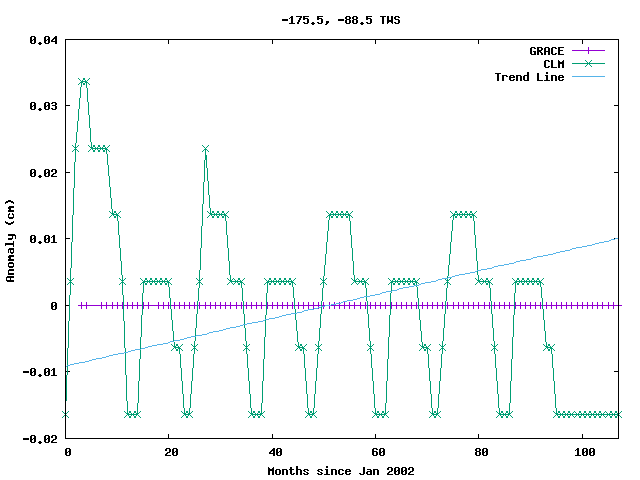 -175.5, -88.5 TWS
GRACE
CLM
Trend Line
0.04
0.03
0.02
0.01
0
-0.01
-0.02
Anomaly (cm)
0 20 40 60 80 100
Months since Jan 2002